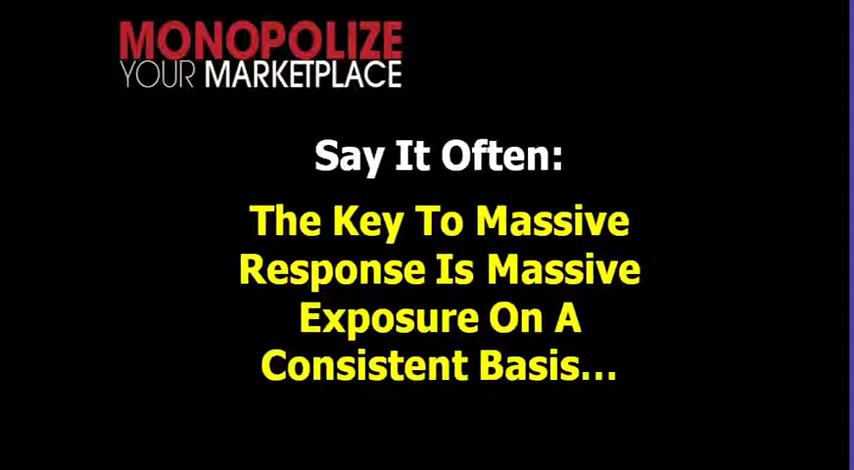 MONOPOLIZE
YOUR MARKETPLACE
Say It Often:
The Key To Massive
Response Is Massive
Exposure On A
Consistent Basis...